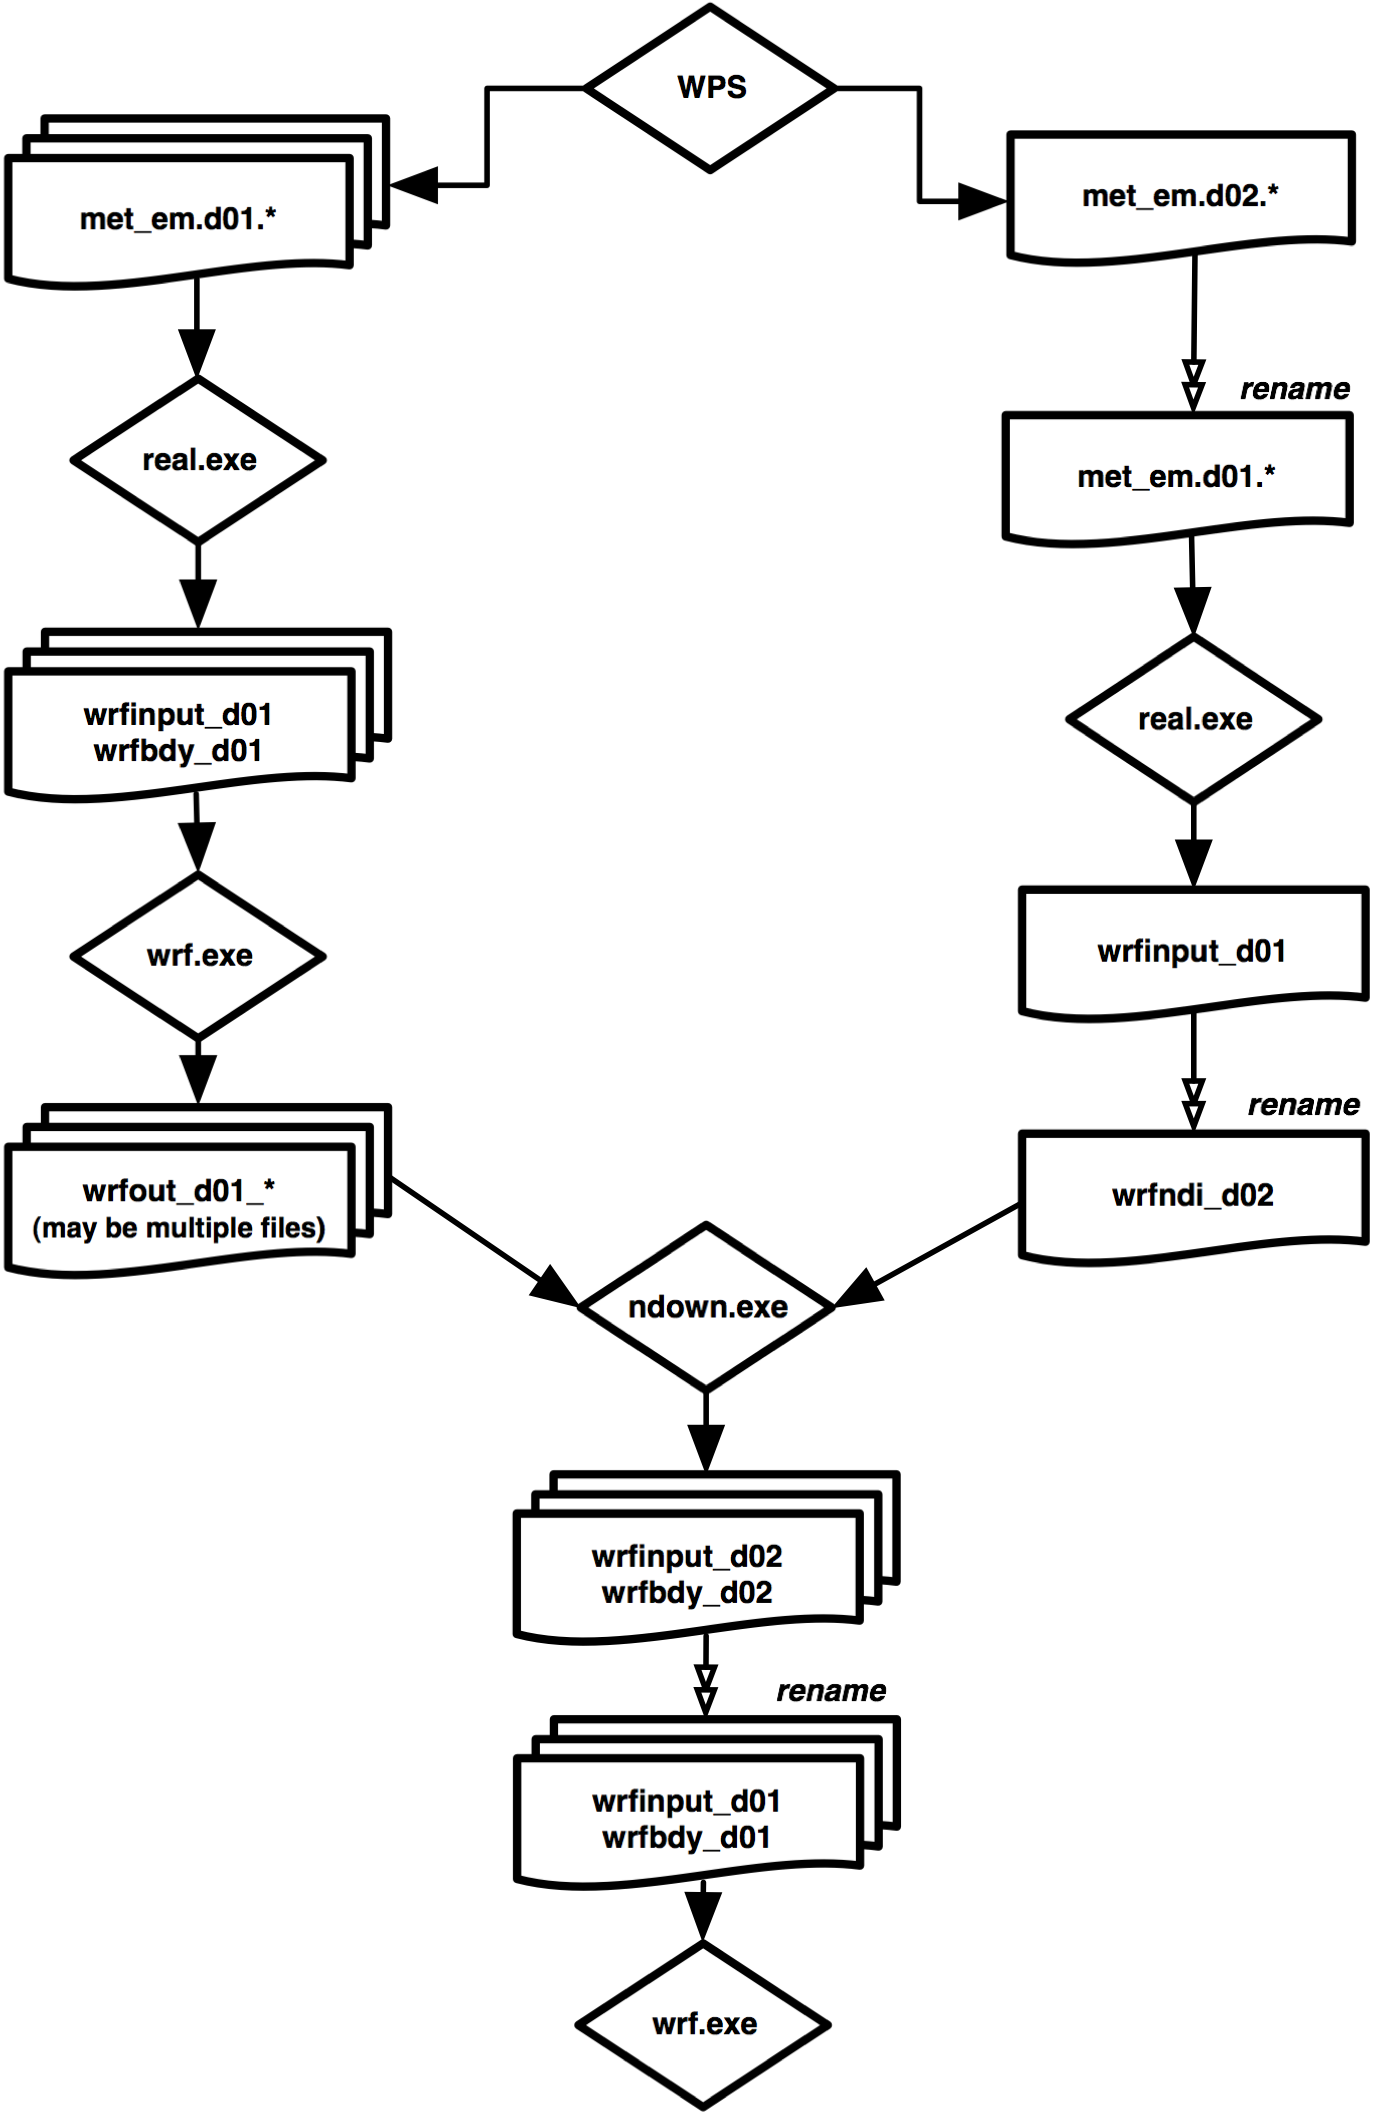 WPS
met_em.d01.*
met_em.d02.*
rename
real.exe
met_em.d01.*
wrfinput_d01
wrfbdy_d01
real.exe
wrf.exe
wrfinput_d01
rename
wrfout_d01_*
(may be multiple files)
wrfndi_d02
ndown.exe
wrfinput_d02
wrfbdy_d02
rename
wrfinput_d01
wrfbdy_d01
wrf.exe